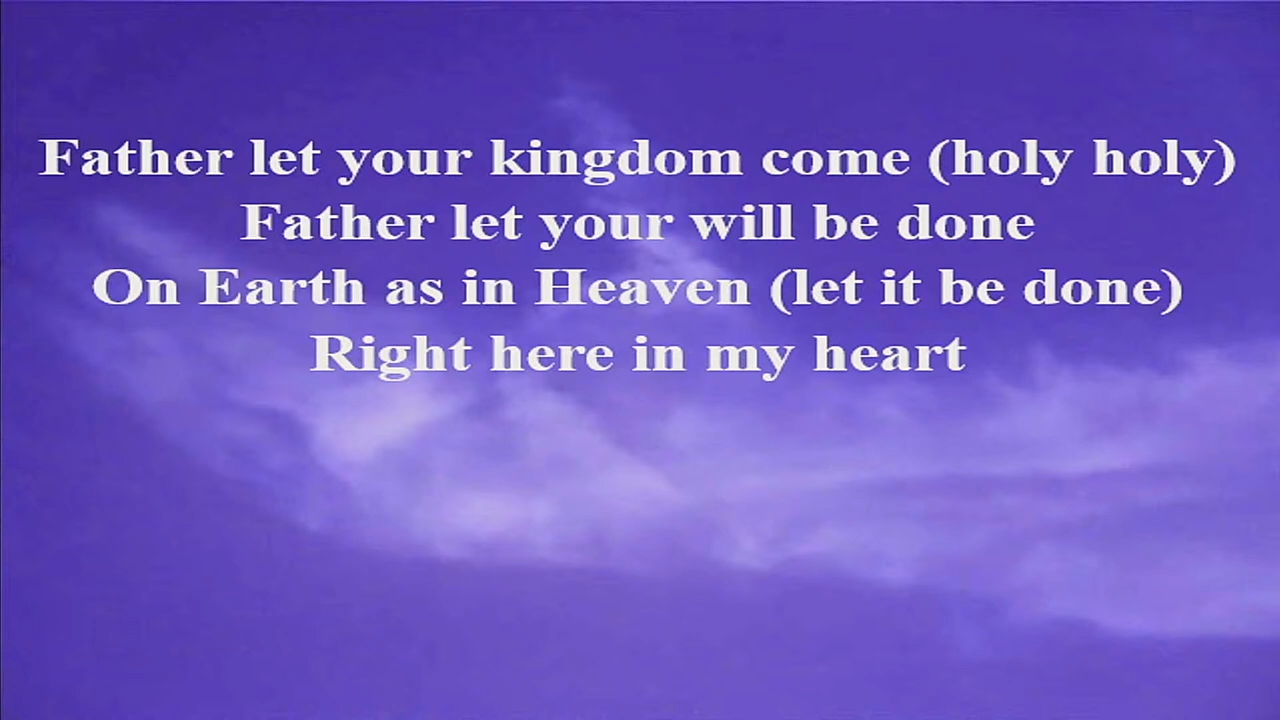 Father let your kingdom come (holy holy)
Father let your will be done
On Earth as in Heaven (let it be done)
Right here in my heart